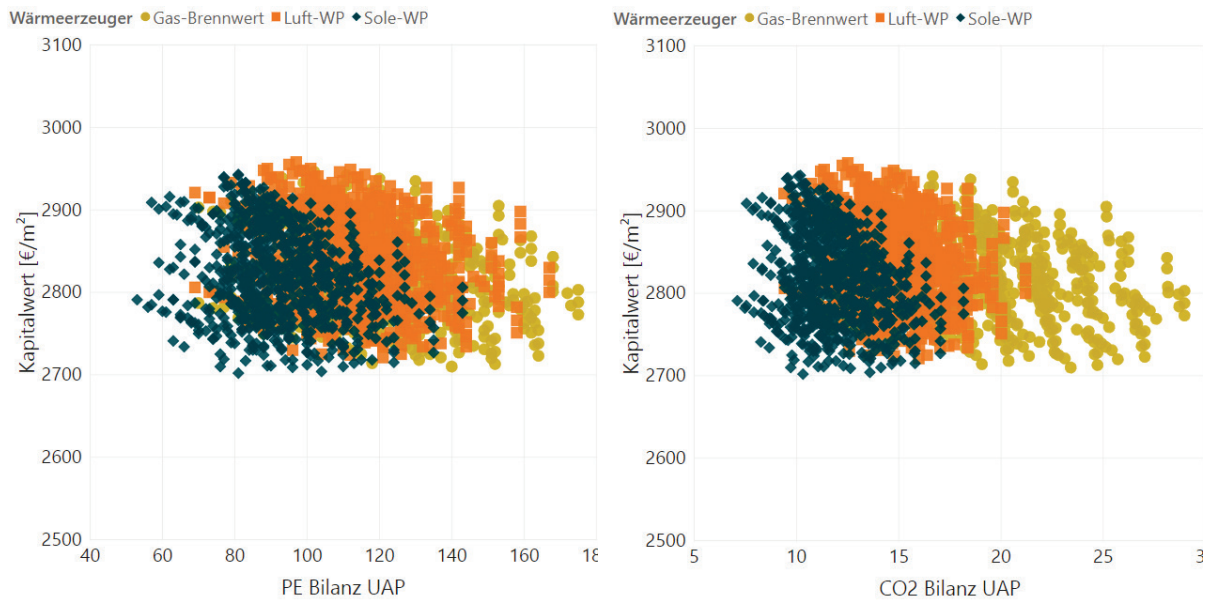 Wärmeerzeuger Gas-Brennwert Luft-WP Sole-WP
3100
3000
2900
2800
2700
2600
2500
Kapitalwert [€/m²]
40 60 80 100 120 140 160 18
PE Bilanz UAP
Wärmeerzeuger Gas-Brennwert Luft-WP Sole-WP
3100
3000
2900
2800
2700
2600
2500
Kapitalwert [€/m²]
5 10 15 20 25 3
CO2 Bilanz UAP